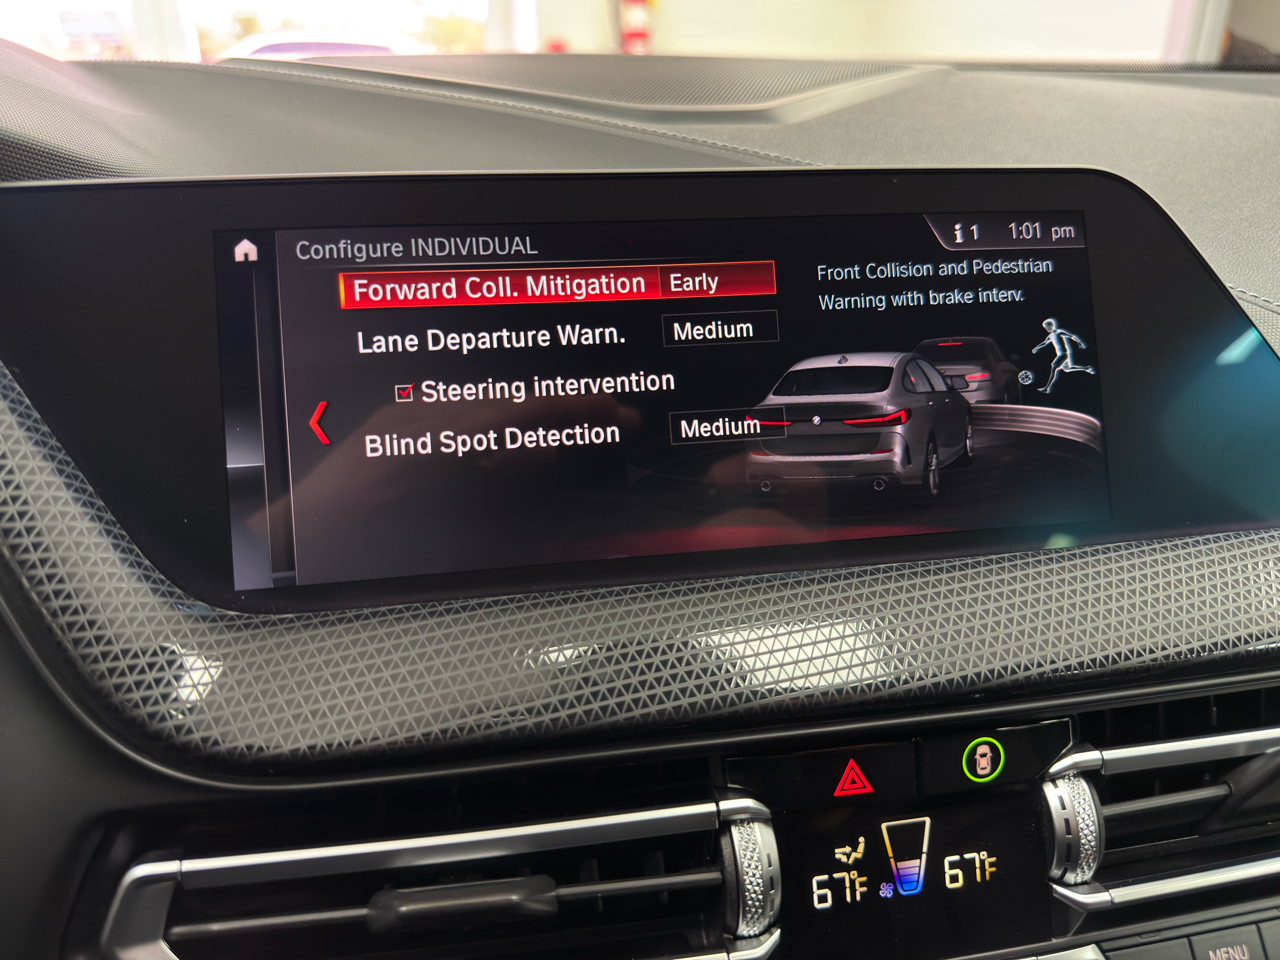 Configure INDIVIDUAL
1
1:01 pm
Forward Coll. Mitigation Early
Lane Departure Warn. Medium
Steering intervention
Blind Spot Detection Medium
Front Collision and Pedestrian
Warning with brake interv.
67°F 67°F
MENU